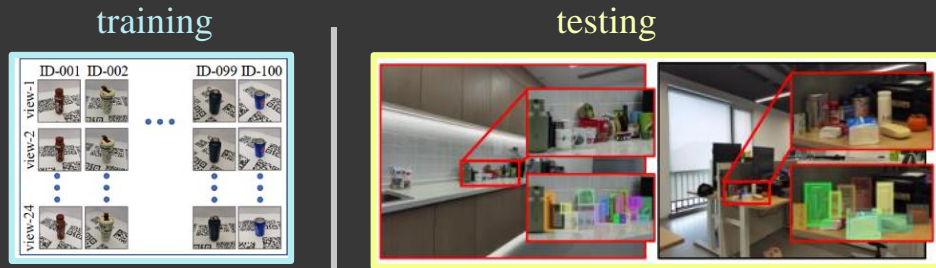 training
testing
ID-001 ID-002 ID-099 ID-100
view-1
view-2
view-24